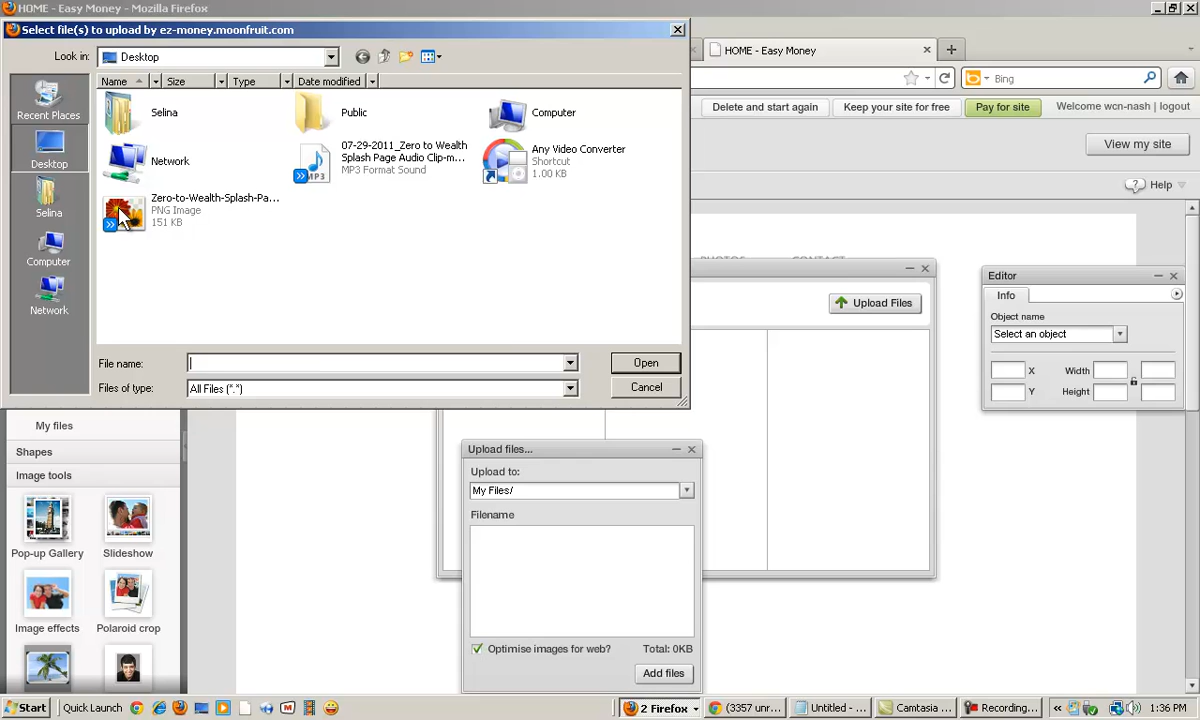 HOME - Easy Money - Mozilla Firefox
Select file(s) to upload by ez-money.moonfruit.com
Look in: Desktop
Name Size Type Date modified
Recent Places
Desktop
Selina
Computer
Network
Selina
Public
Computer
Network
07-29-2011_Zero to Wealth
Splash Page Audio Clip-m...
MP3 Format Sound
Any Video Converter
Shortcut
1.00 KB
Zero-to-Wealth-Splash-Pa...
PNG Image
151 KB
File name:
Open
Files of type: All Files (*.*)
Cancel
HOME - Easy Money
Bing
Delete and start again
Keep your site for free
Pay for site
Welcome wcn-nash | logout
View my site
Help
PHOTOS CONTACT
Upload Files
Editor
Info
Object name
Select an object
X Width
Y Height
My files
Shapes
Image tools
Pop-up Gallery
Slideshow
Image effects
Polaroid crop
Upload files...
Upload to:
My Files/
Filename
Optimise images for web? Total: 0KB
Add files
Start
Quick Launch
2 Firefox
(3357 unr...
Untitled - ...
Camtasia ...
Recording...
1:36 PM